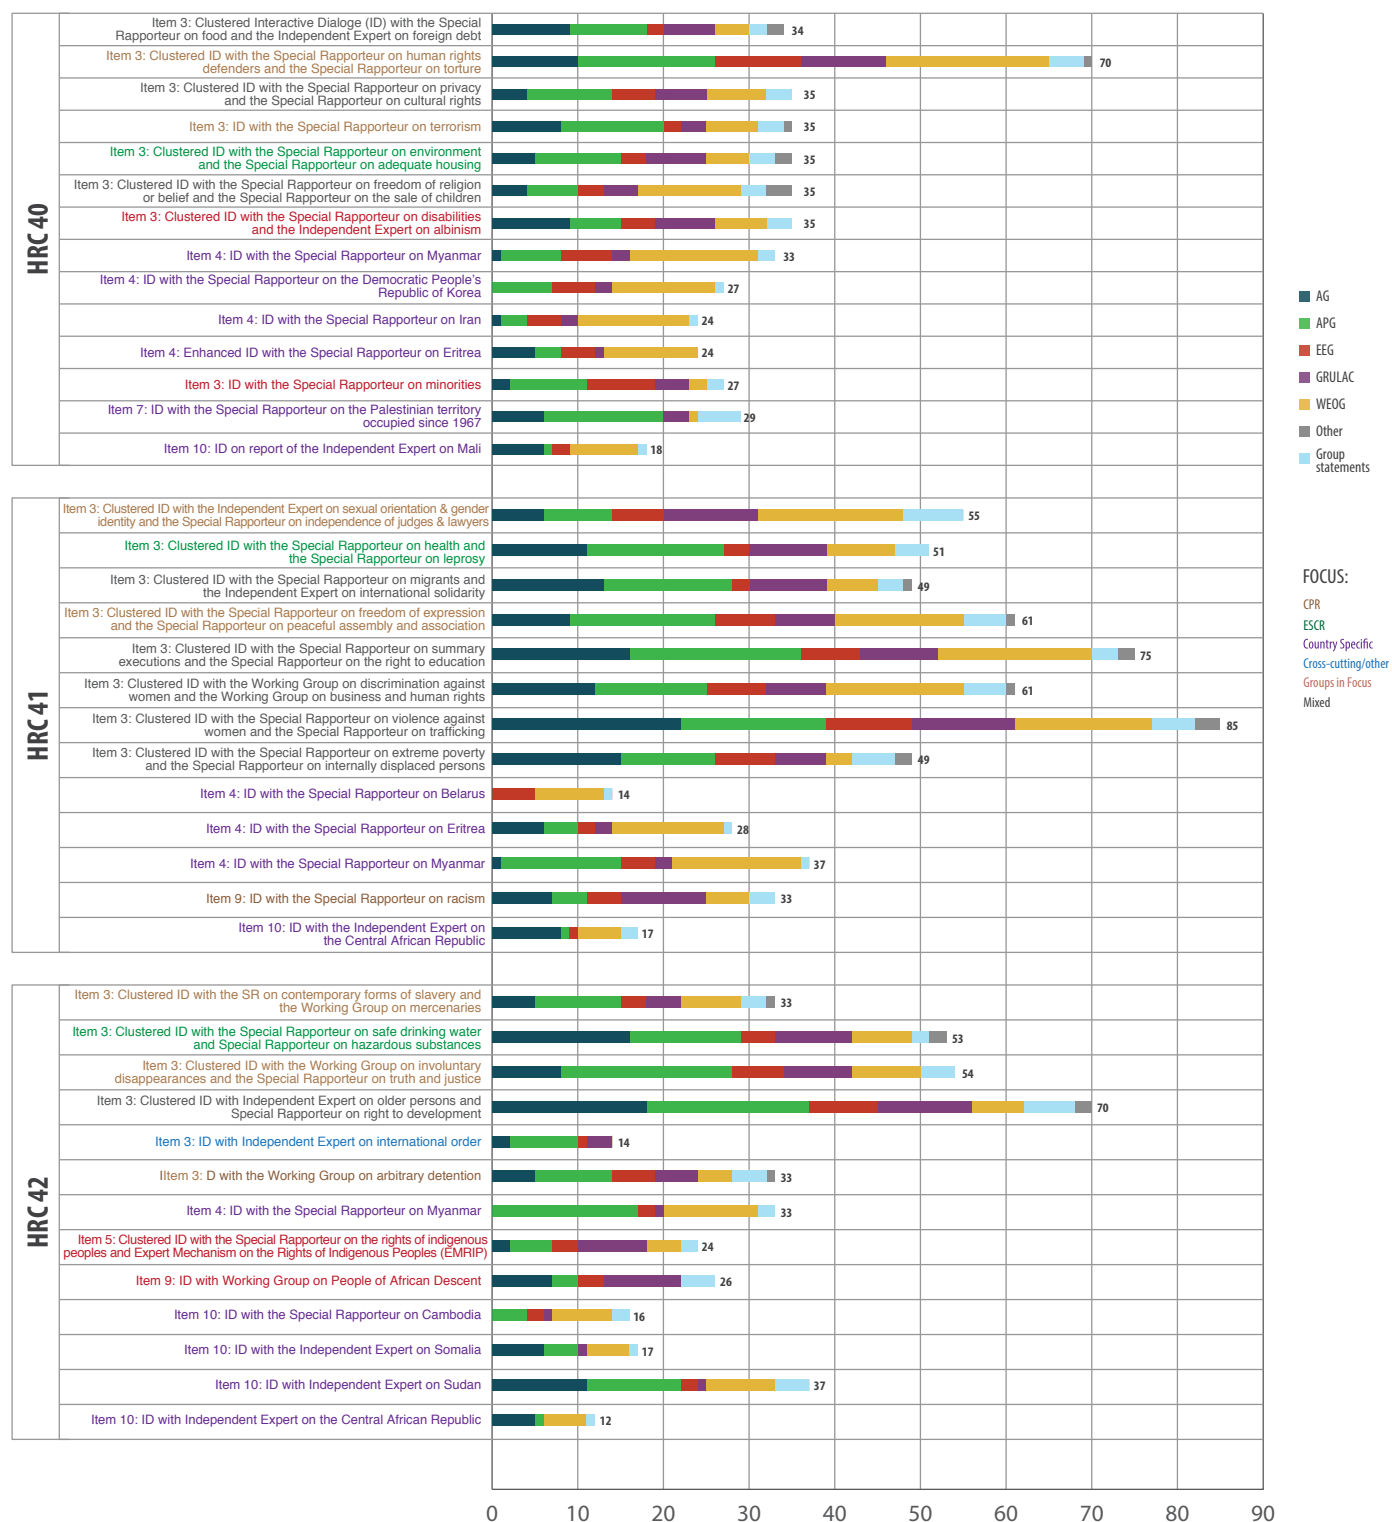 HRC 40
Item 3: Clustered Interactive Dialoge (ID) with the Special
Rapporteur on food and the Independent Expert on foreign debt
34
Item 3: Clustered ID with the Special Rapporteur on human rights
defenders and the Special Rapporteur on torture
70
Item 3: Clustered ID with the Special Rapporteur on privacy
and the Special Rapporteur on cultural rights
35
Item 3: ID with the Special Rapporteur on terrorism
35
Item 3: Clustered ID with the Special Rapporteur on environment
and the Special Rapporteur on adequate housing
35
Item 3: Clustered ID with the Special Rapporteur on freedom of religion
or belief and the Special Rapporteur on the sale of children
35
Item 3: Clustered ID with the Special Rapporteur on disabilities
and the Independent Expert on albinism
35
Item 4: ID with the Special Rapporteur on Myanmar
33
Item 4: ID with the Special Rapporteur on the Democratic People's
Republic of Korea
27
Item 4: ID with the Special Rapporteur on Iran
24
Item 4: Enhanced ID with the Special Rapporteur on Eritrea
24
Item 3: ID with the Special Rapporteur on minorities
27
Item 7: ID with the Special Rapporteur on the Palestinian territory
occupied since 1967
29
Item 10: ID on report of the Independent Expert on Mali
18
HRC 41
Item 3: Clustered ID with the Independent Expert on sexual orientation & gender
identity and the Special Rapporteur on independence of judges & lawyers
55
Item 3: Clustered ID with the Special Rapporteur on health and
the Special Rapporteur on leprosy
51
Item 3: Clustered ID with the Special Rapporteur on migrants and
the Independent Expert on international solidarity
49
Item 3: Clustered ID with the Special Rapporteur on freedom of expression
and the Special Rapporteur on peaceful assembly and association
61
Item 3: Clustered ID with the Special Rapporteur on summary
executions and the Special Rapporteur on the right to education
75
Item 3: Clustered ID with the Working Group on discrimination against
women and the Working Group on business and human rights
61
Item 3: Clustered ID with the Special Rapporteur on violence against
women and the Special Rapporteur on trafficking
85
Item 3: Clustered ID with the Special Rapporteur on extreme poverty
and the Special Rapporteur on internally displaced persons
49
Item 4: ID with the Special Rapporteur on Belarus
14
Item 4: ID with the Special Rapporteur on Eritrea
28
Item 4: ID with the Special Rapporteur on Myanmar
37
Item 9: ID with the Special Rapporteur on racism
33
Item 10: ID with the Independent Expert on
the Central African Republic
17
HRC 42
Item 3: Clustered ID with the SR on contemporary forms of slavery and
the Working Group on mercenaries
33
Item 3: Clustered ID with the Special Rapporteur on safe drinking water
and Special Rapporteur on hazardous substances
53
Item 3: Clustered ID with the Working Group on involuntary
disappearances and the Special Rapporteur on truth and justice
54
Item 3: Clustered ID with Independent Expert on older persons and
Special Rapporteur on right to development
70
Item 3: ID with Independent Expert on international order
14
IItem 3: D with the Working Group on arbitrary detention
33
Item 4: ID with the Special Rapporteur on Myanmar
33
Item 5: Clustered ID with the Special Rapporteur on the rights of indigenous
peoples and Expert Mechanism on the Rights of Indigenous Peoples (EMRIP)
24
Item 9: ID with Working Group on People of African Descent
26
Item 10: ID with the Special Rapporteur on Cambodia
16
Item 10: ID with the Independent Expert on Somalia
17
Item 10: ID with Independent Expert on Sudan
37
Item 10: ID with Independent Expert on the Central African Republic
12
0 10 20 30 40 50 60 70 80 90
AG
APG
EEG
GRULAC
WEOG
Other
Group
statements
FOCUS:
CPR
ESCR
Country Specific
Cross-cutting/other
Groups in Focus
Mixed